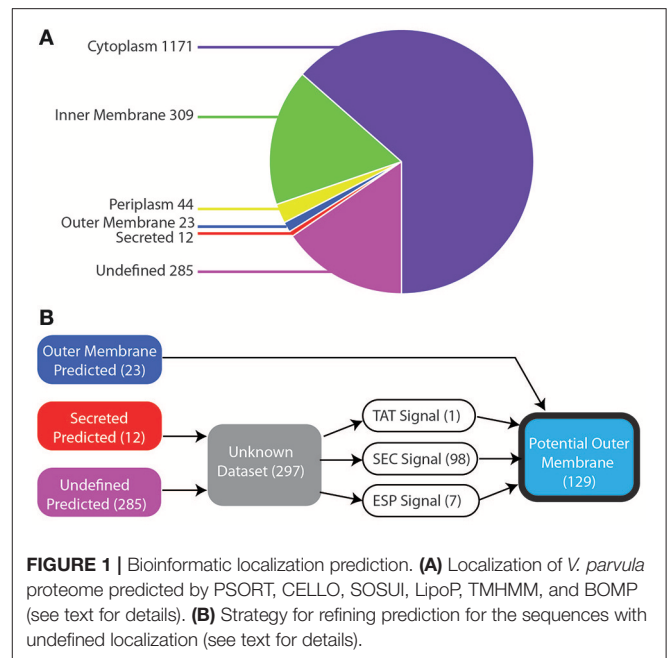 A
Cytoplasm 1171
Inner Membrane 309
Periplasm 44
Outer Membrane 23
Secreted 12
Undefined 285
B
Outer Membrane
Predicted (23)
Secreted
Predicted (12)
Undefined
Predicted (285)
Unknown
Dataset (297)
TAT Signal (1)
SEC Signal (98)
ESP Signal (7)
Potential Outer
Membrane
(129)
FIGURE 1 | Bioinformatic localization prediction. (A) Localization of V. parvula
proteome predicted by PSORT, CELLO, SOSUI, LipoP, TMHMM, and BOMP
(see text for details). (B) Strategy for refining prediction for the sequences with
undefined localization (see text for details).